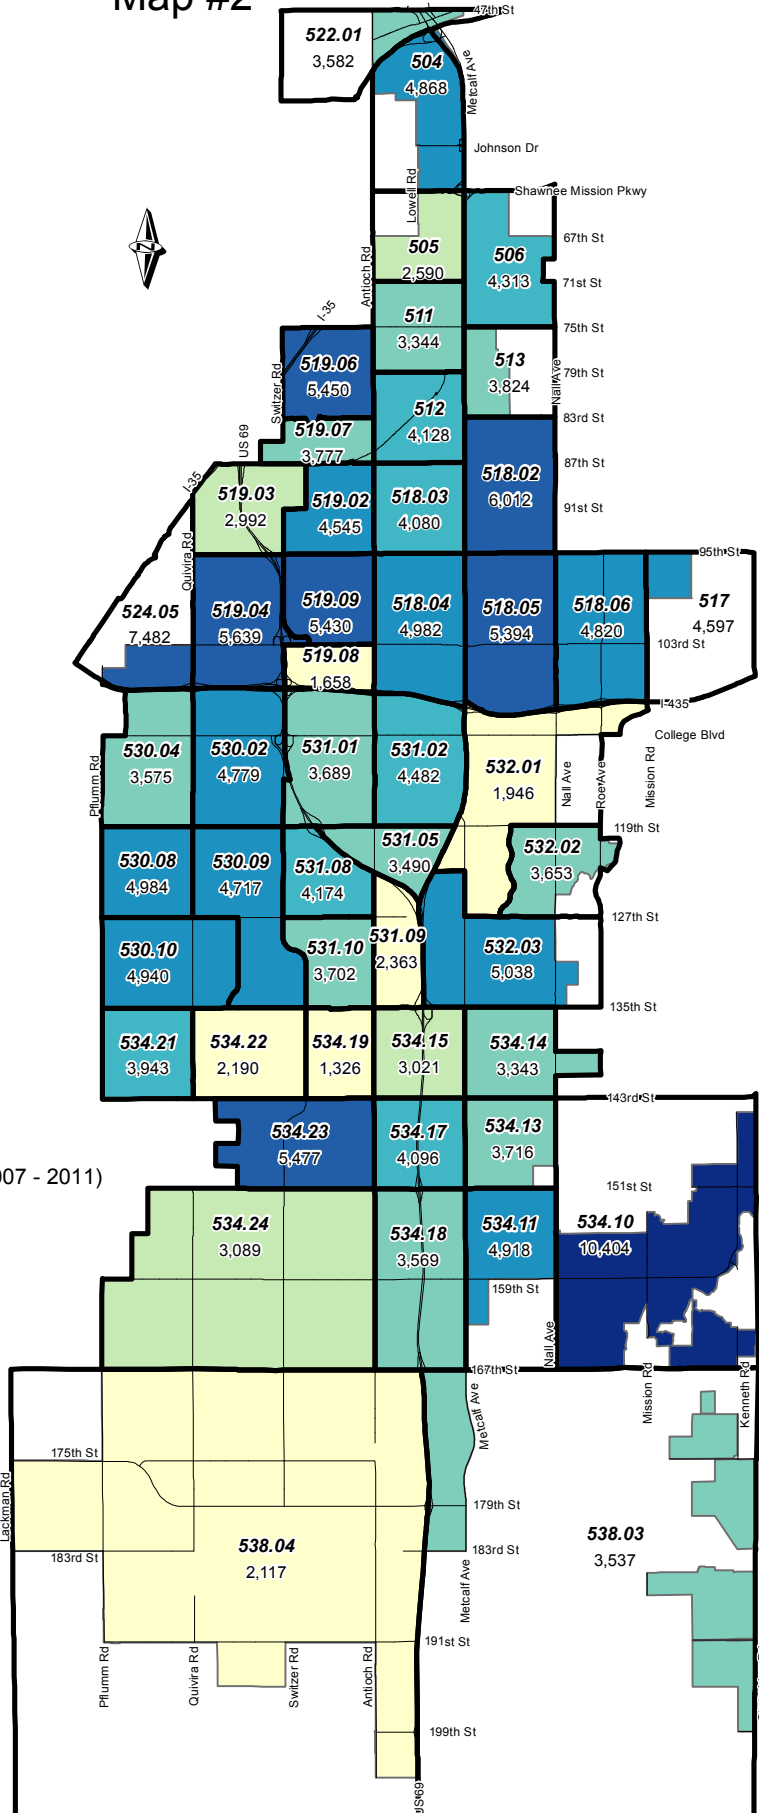 Map #2
47th St
522.01
3,582
504
4,868
Metcalf Ave
Johnson Dr
Lowell Rd
Shawnee Mission Pkwy
67th St
Antioch Rd
505
2,590
506
4,313
71st St
N
I-35
511
3,344
75th St
519.06
5,450
Switzer Rd
513
3,824
79th St
Nall Ave
512
4,128
83rd St
519.07
3,777
US 69
87th St
I-35
519.03
2,992
519.02
4,545
518.03
4,080
518.02
6,012
91st St
Quivira Rd
95th St
524.05
7,482
519.04
5,639
519.09
5,430
518.04
4,982
518.05
5,394
518.06
4,820
517
4,597
103rd St
519.08
1,658
I-435
College Blvd
530.04
3,575
530.02
4,779
531.01
3,689
531.02
4,482
532.01
1,946
Pflumm Rd
Nall Ave
Roe Ave
Mission Rd
119th St
530.08
4,984
530.09
4,717
531.08
4,174
531.05
3,490
532.02
3,653
127th St
530.10
4,940
531.10
3,702
531.09
2,363
532.03
5,038
135th St
534.21
3,943
534.22
2,190
534.19
1,326
534.15
3,021
534.14
3,343
143rd St
534.23
5,477
534.17
4,096
534.13
3,716
007 - 2011)
151st St
534.24
3,089
534.18
3,569
534.11
4,918
534.10
10,404
159th St
Nall Ave
167th St
Mission Rd
Kenneth Rd
Metcalf Ave
175th St
Lackman Rd
179th St
538.04
2,117
538.03
3,537
183rd St
183rd St
Metcalf Ave
191st St
Pflumm Rd
Quivira Rd
Switzer Rd
Antioch Rd
199th St
US 69